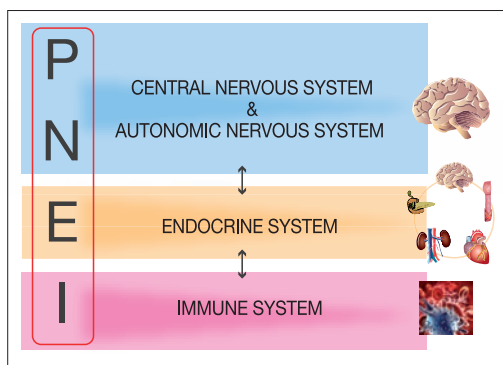 P
N
E
I
CENTRAL NERVOUS SYSTEM
&
AUTONOMIC NERVOUS SYSTEM
ENDOCRINE SYSTEM
IMMUNE SYSTEM